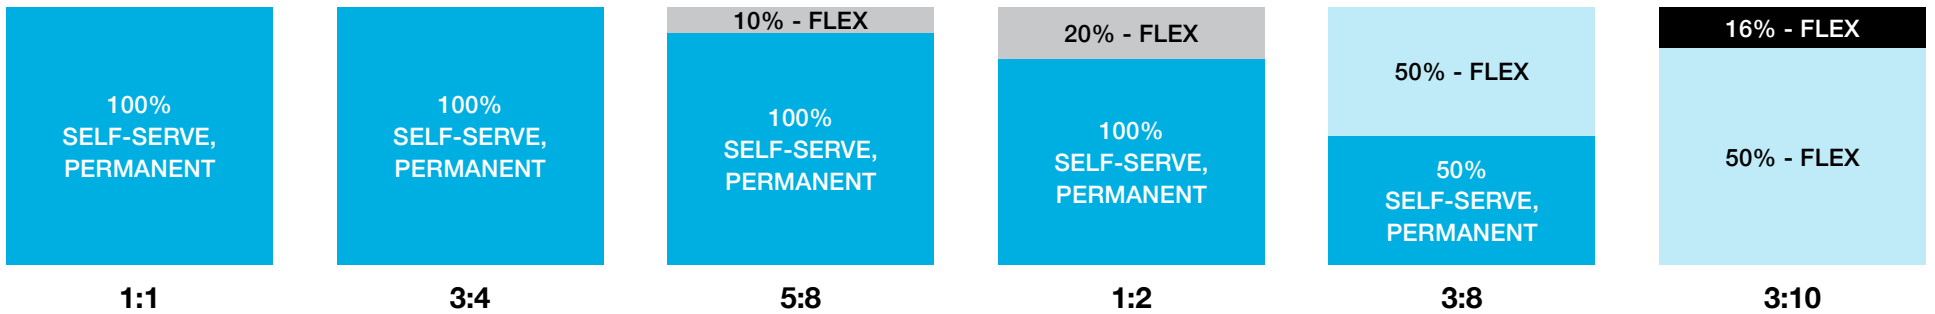 100%
SELF-SERVE,
PERMANENT
1:1
100%
SELF-SERVE,
PERMANENT
3:4
10% - FLEX
100%
SELF-SERVE,
PERMANENT
5:8
20% - FLEX
100%
SELF-SERVE,
PERMANENT
1:2
50% - FLEX
50%
SELF-SERVE,
PERMANENT
3:8
16% - FLEX
50% - FLEX
3:10